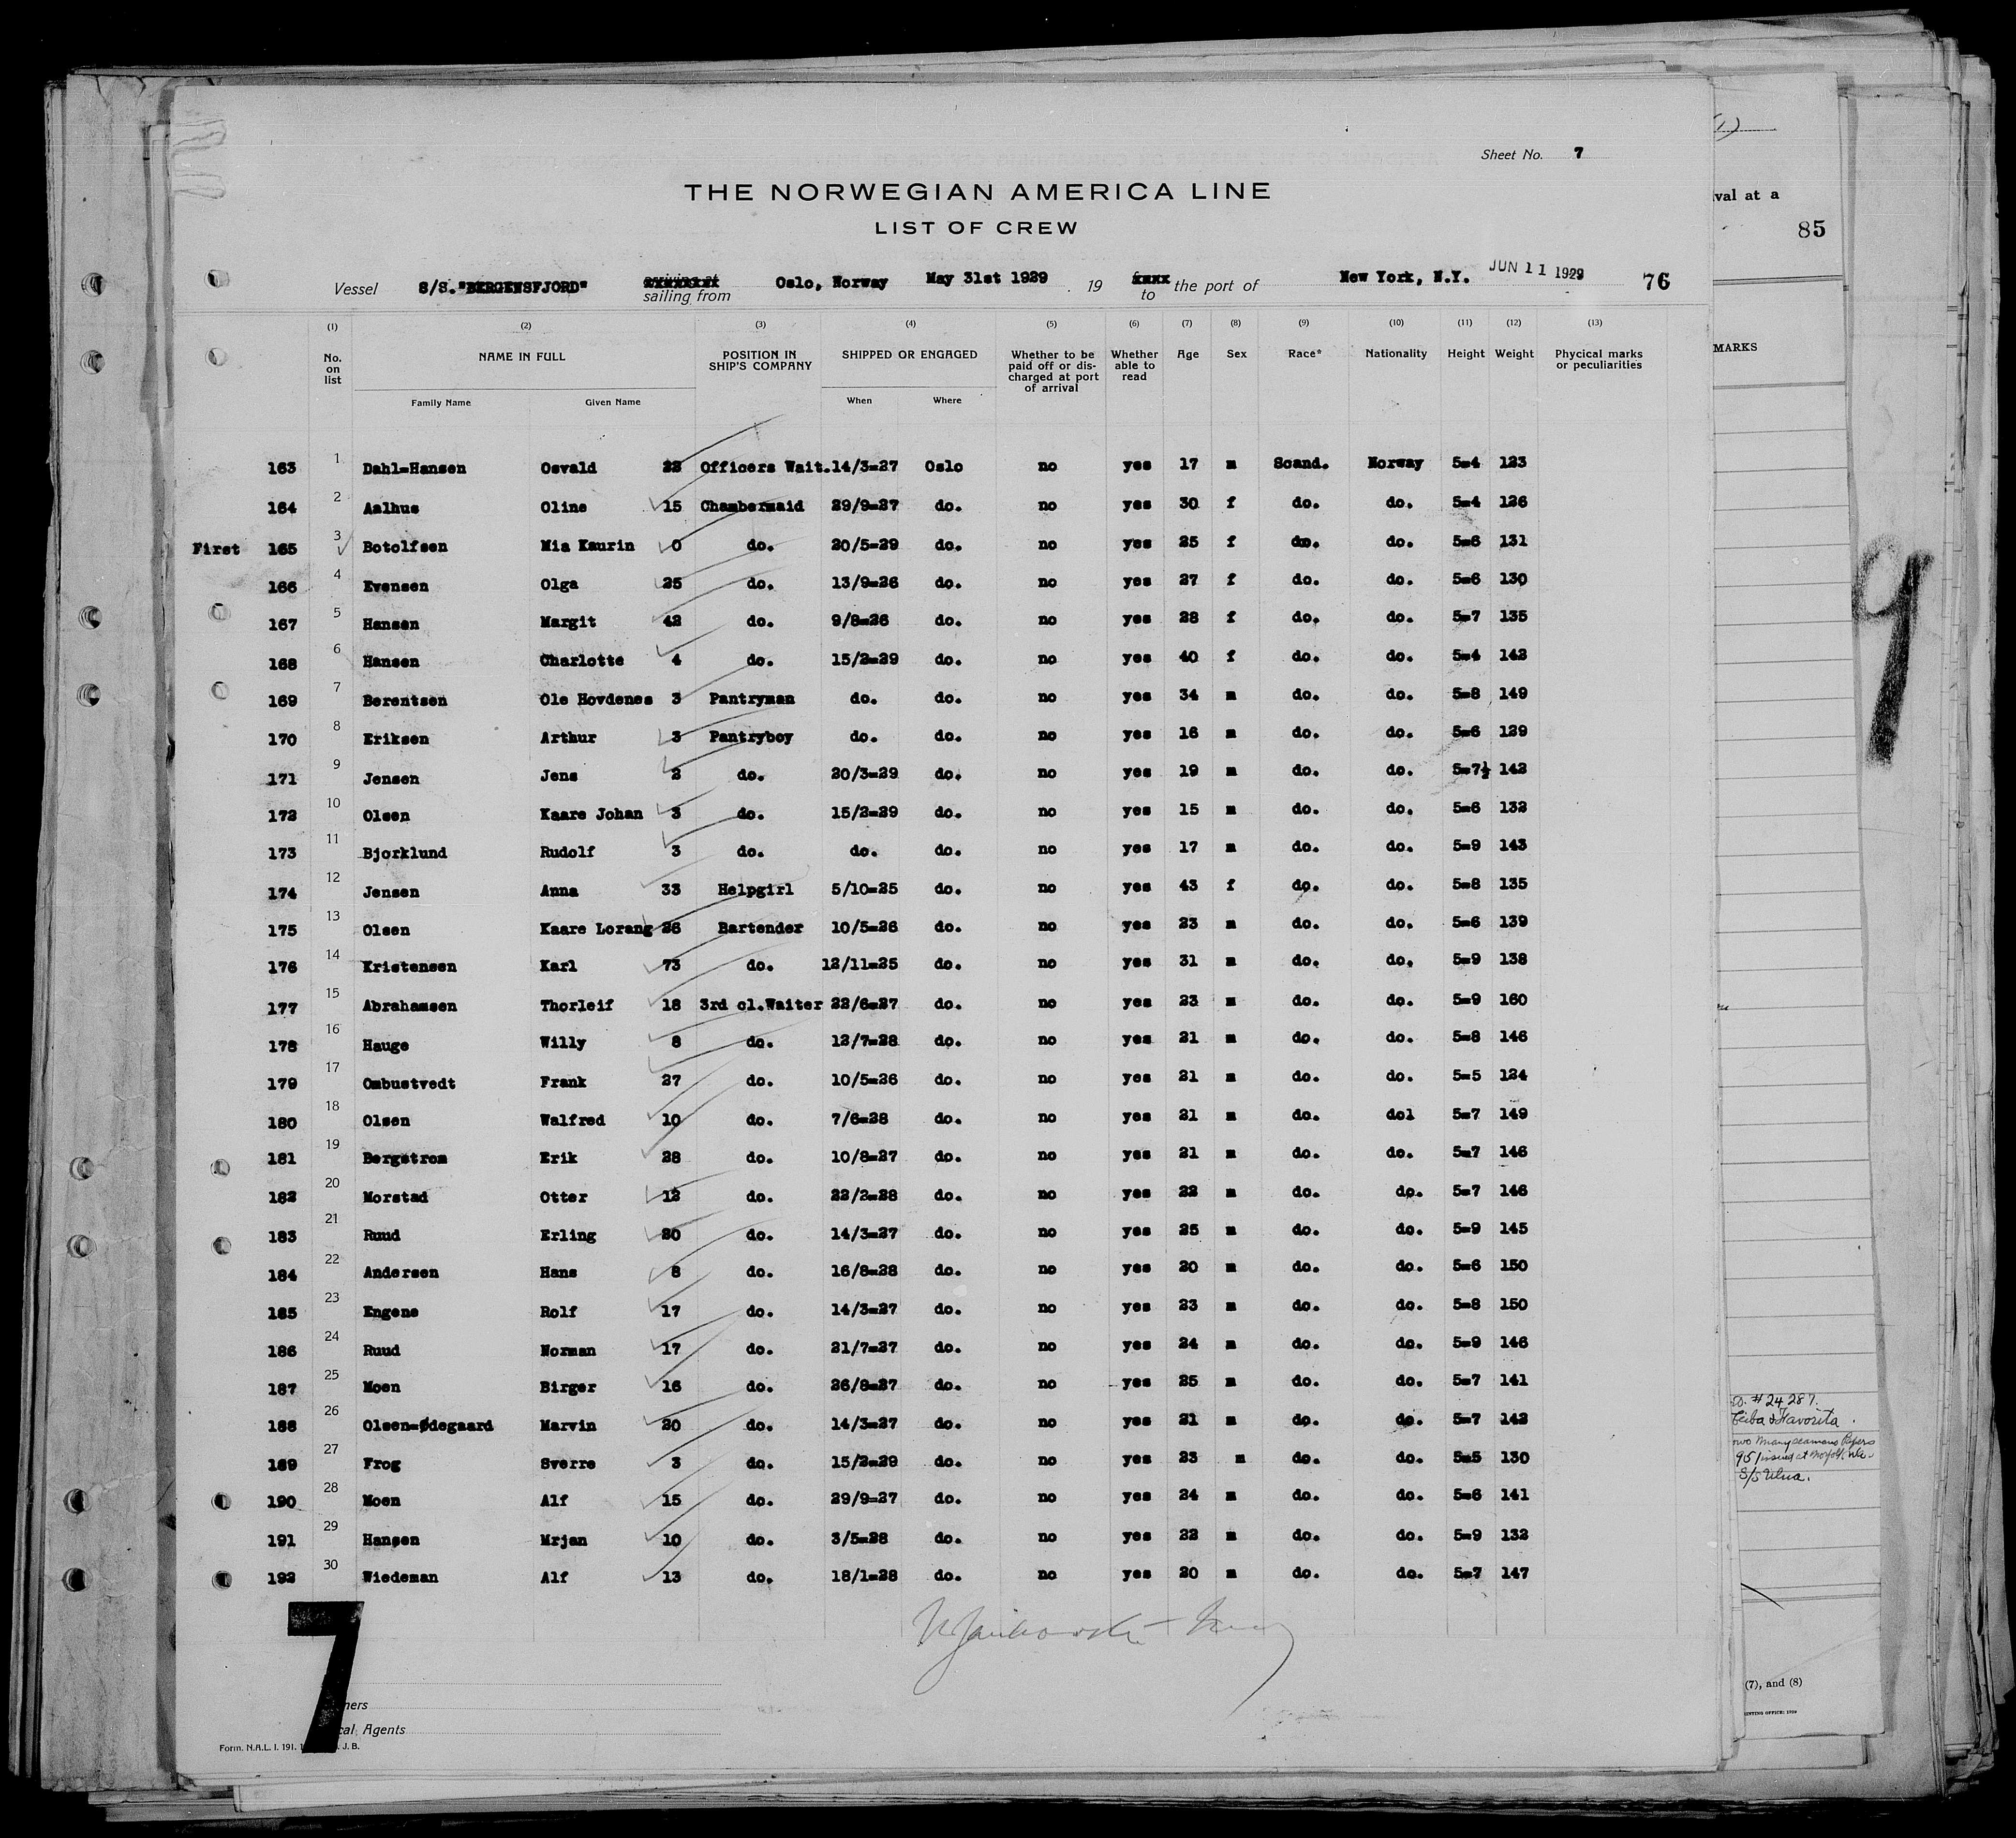 (1)
Sheet No. 7
THE NORWEGIAN AMERICA LINE
val at a
LIST OF CREW
85
Vessel S/S."BERGENSFJORD" arriving at sailing from Oslo, Norway May 31st 1929 . 19 xxxx to the port of New York, N.Y. JUN 11 1929 76
(1) (2) (3) (4) (5) (6) (7) (8) (9) (10) (11) (12) (13)
No. on list NAME IN FULL POSITION IN SHIP'S COMPANY SHIPPED OR ENGAGED Whether to be paid off or discharged at port of arrival Whether able to read Age Sex Race* Nationality Height Weight Phycical marks or peculiarities
MARKS
Family Name Given Name When Where
163 1 Dahl=Hansen Osvald 23 Officers Wait. 14/3=27 Oslo no yes 17 m Scand. Norway 5=4 123
164 2 Aalhus Oline 15 Chambermaid 29/9=27 do. no yes 30 f do. do. 5=4 126
First 165 3 Botolfsen Mia Kaurin 0 do. 20/5=29 do. no yes 25 f do. do. 5=6 131
166 4 Evensen Olga 25 do. 13/9=26 do. no yes 27 f do. do. 5=6 130
167 5 Hansen Margit 42 do. 9/8=26 do. no yes 28 f do. do. 5=7 135
168 6 Hansen Charlotte 4 do. 15/2=29 do. no yes 40 f do. do. 5=4 142
169 7 Berentsen Ole Hovdenes 3 Pantryman do. do. no yes 34 m do. do. 5=8 149
170 8 Eriksen Arthur 3 Pantryboy do. do. no yes 16 m do. do. 5=6 129
171 9 Jensen Jens 2 do. 20/3=29 do. no yes 19 m do. do. 5=7½ 142
172 10 Olsen Kaare Johan 3 do. 15/2=29 do. no yes 15 m do. do. 5=6 132
173 11 Bjorklund Rudolf 3 do. do. do. no yes 17 m do. do. 5=9 143
174 12 Jensen Anna 33 Helpgirl 5/10=25 do. no yes 43 f do. do. 5=8 135
175 13 Olsen Kaare Lorang 26 Bartender 10/5=26 do. no yes 23 m do. do. 5=6 139
176 14 Kristensen Karl 73 do. 12/11=25 do. no yes 31 m do. do. 5=9 138
177 15 Abrahamsen Thorleif 18 3rd cl.Waiter 22/6=27 do. no yes 23 m do. do. 5=9 160
178 16 Hauge Willy 8 do. 12/7=28 do. no yes 21 m do. do. 5=8 146
179 17 Ombustvedt Frank 27 do. 10/5=26 do. no yes 21 m do. do. 5=5 124
180 18 Olsen Walfred 10 do. 7/6=28 do. no yes 21 m do. dol 5=7 149
181 19 Bergstrom Erik 28 do. 10/8=27 do. no yes 21 m do. do. 5=7 146
182 20 Morstad Otter 12 do. 22/2=28 do. no yes 22 m do. do. 5=7 146
183 21 Ruud Erling 20 do. 14/3=27 do. no yes 25 m do. do. 5=9 145
184 22 Andersen Hans 8 do. 16/8=28 do. no yes 20 m do. do. 5=6 150
185 23 Engene Rolf 17 do. 14/3=27 do. no yes 23 m do. do. 5=8 150
186 24 Ruud Norman 17 do. 21/7=27 do. no yes 24 m do. do. 5=9 146
187 25 Moen Birger 16 do. 26/8=27 do. no yes 25 m do. do. 5=7 141
188 26 Olsen=Ødegaard Marvin 20 do. 14/3=27 do. no yes 21 m do. do. 5=7 142
189 27 Frog Sverre 3 do. 15/2=29 do. no yes 23 m do. do. 5=5 130
190 28 Moen Alf 15 do. 29/9=27 do. no yes 24 m do. do. 5=6 141
191 29 Hansen Mrjan 10 do. 3/5=28 do. no yes 22 m do. do. 5=9 132
192 30 Wiedeman Alf 13 do. 18/1=28 do. no yes 20 m do. do. 5=7 147
9
# 24 287.
Ceiba & Favorita
S/S Ulua.
7
ners
cal Agents
Form. N.A.L. I. 191. J. B.
(7), and (8)